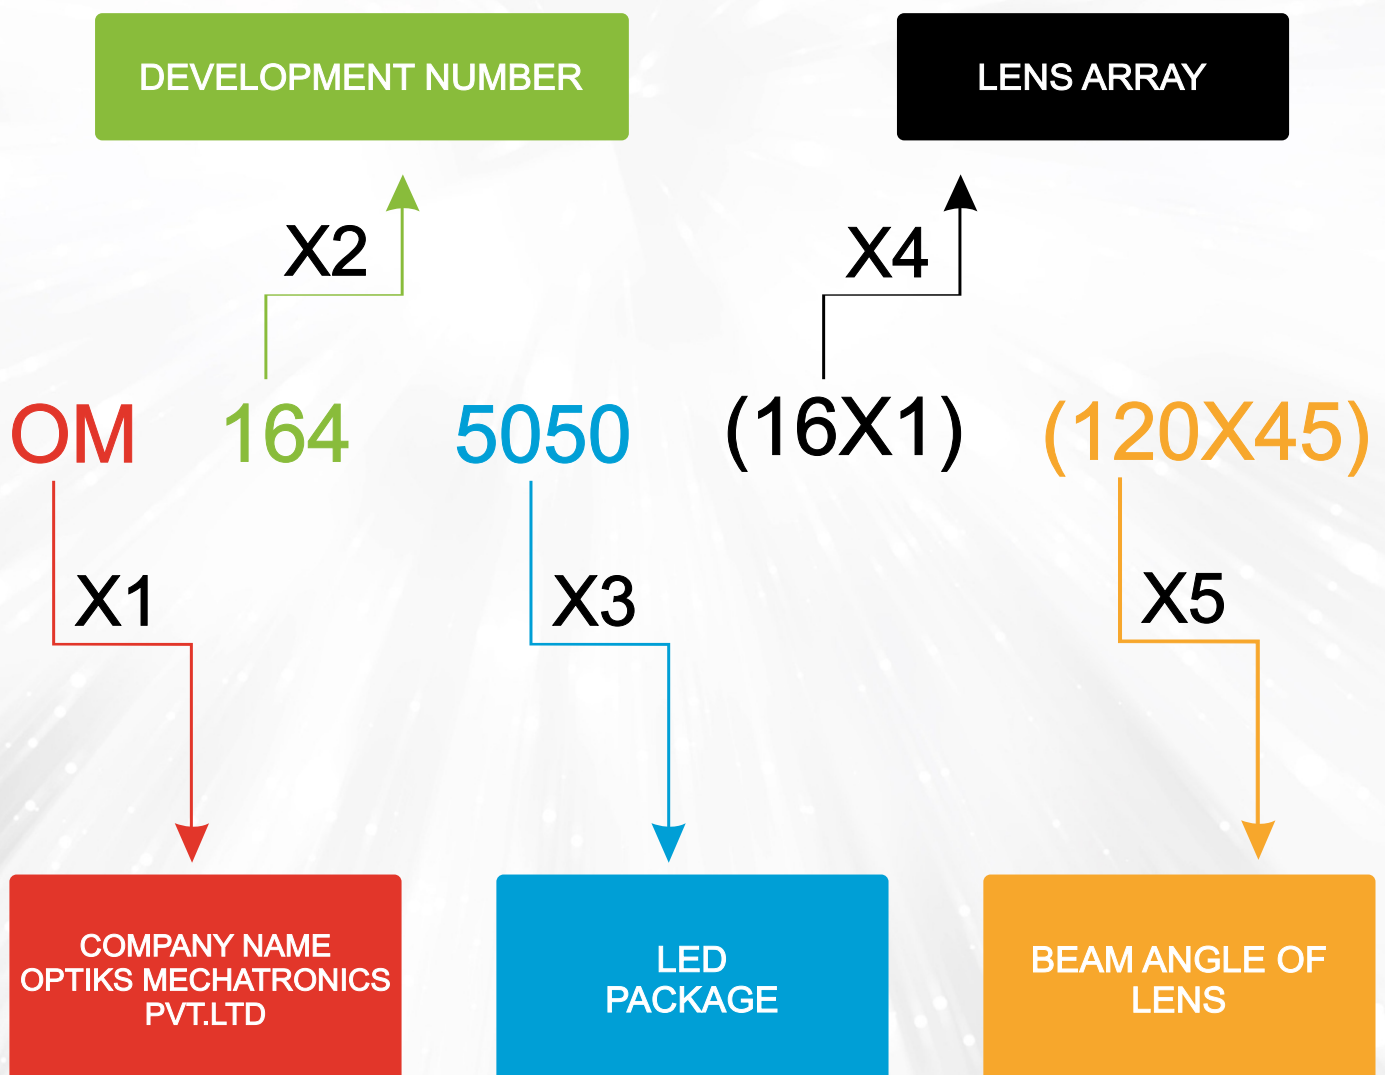 DEVELOPMENT NUMBER
LENS ARRAY
X2
X4
OM 164 5050 (16X1) (120X45)
X1
X3
X5
COMPANY NAME
OPTIKS MECHATRONICS
PVT.LTD
LED
PACKAGE
BEAM ANGLE OF
LENS